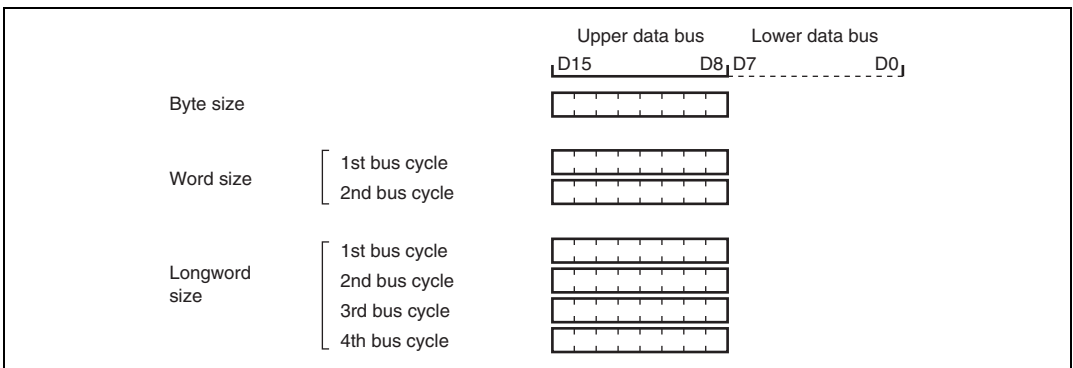 Upper data bus Lower data bus
D15 D8 D7 D0
Byte size
Word size
1st bus cycle
2nd bus cycle
Longword
size
1st bus cycle
2nd bus cycle
3rd bus cycle
4th bus cycle